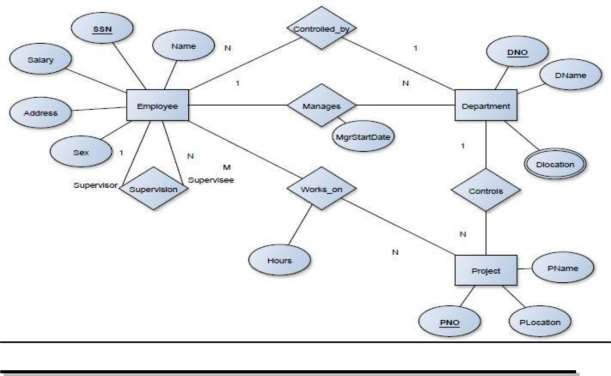 Controlled_by
SSN
N
1
Name
DNO
Salary
DName
1
N
Employee
Manages
Department
Address
MgrStartDate
Sex
1
N
M
1
Dlocation
Supervisor
Supervision
Supervisee
Works_on
Controls
N
N
Hours
Project
PName
PNO
PLocation